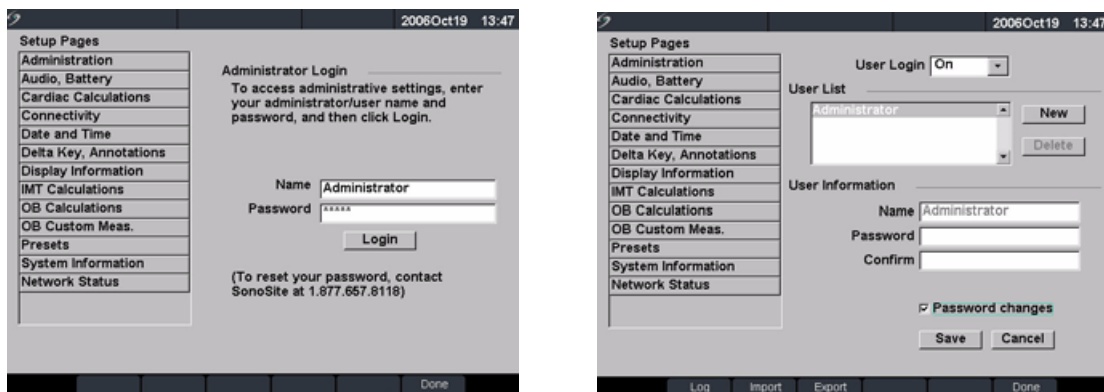 2006Oct19 13:47
Setup Pages
Administration
Audio, Battery
Cardiac Calculations
Connectivity
Date and Time
Delta Key, Annotations
Display Information
IMT Calculations
OB Calculations
OB Custom Meas.
Presets
System Information
Network Status
Administrator Login
To access administrative settings, enter
your administrator/user name and
password, and then click Login.
Name Administrator
Password *****
Login
(To reset your password, contact
SonoSite at 1.877.657.8118)
Done
2006Oct19 13:47
Setup Pages
Administration
Audio, Battery
Cardiac Calculations
Connectivity
Date and Time
Delta Key, Annotations
Display Information
IMT Calculations
OB Calculations
OB Custom Meas.
Presets
System Information
Network Status
User Login On
User List
Administrator
New
Delete
User Information
Name Administrator
Password
Confirm
Password changes
Save Cancel
Log Import Export Done